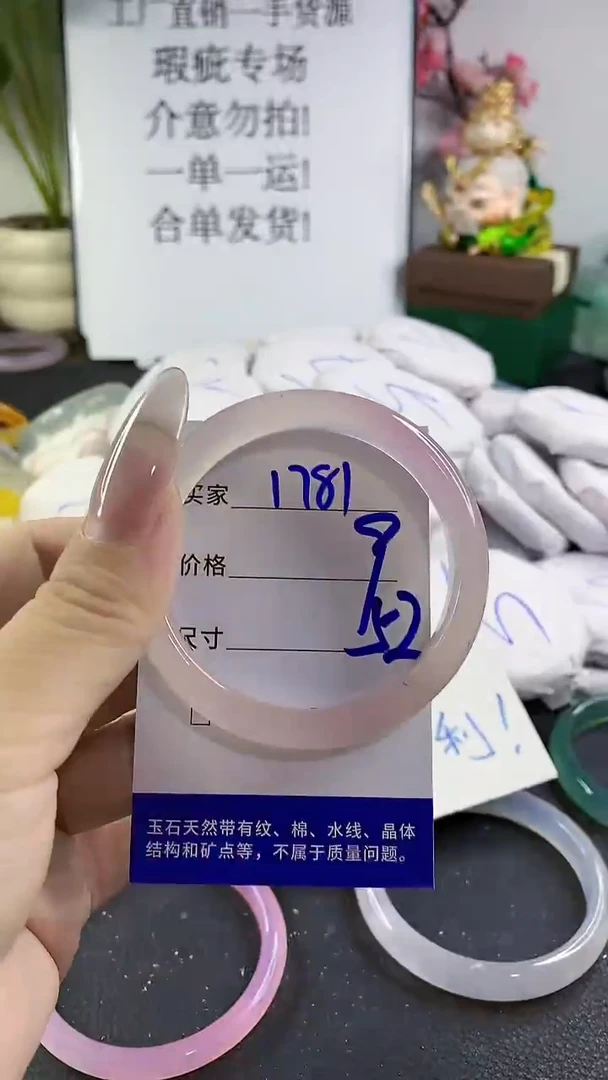 工厂直销一手货源
瑕疵专场
介意勿拍!
一单一运!
合单发货!
买家 1781
价格
尺寸 52
利!
玉石天然带有纹、棉、水线、晶体
结构和矿点等，不属于质量问题。